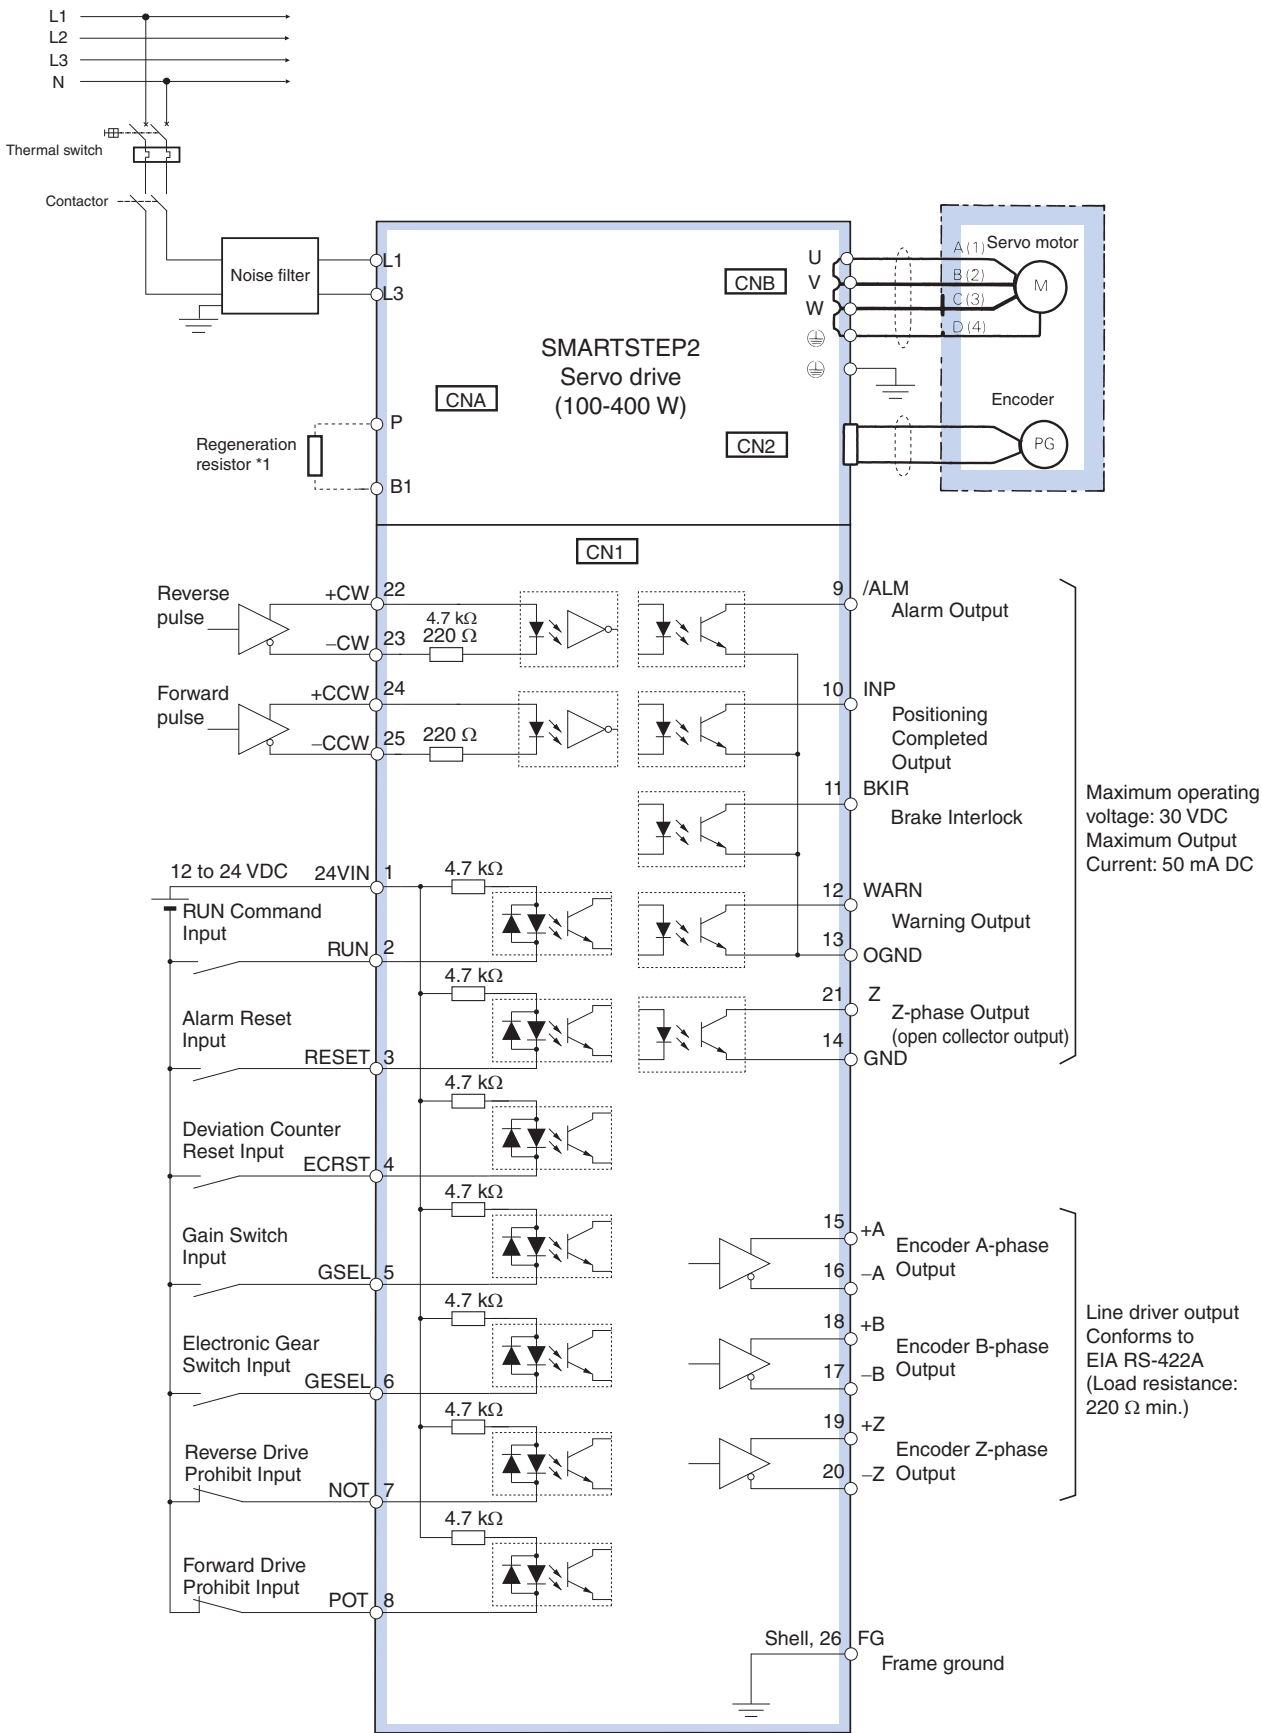 L1
L2
L3
N
Thermal switch
Contactor
Noise filter
L1
L3
CNB
U
V
W
A (1)
B (2)
C (3)
D (4)
Servo motor
M
SMARTSTEP2
Servo drive
(100-400 W)
CNA
P
Regeneration
resistor *1
B1
CN2
Encoder
PG
CN1
Reverse
pulse
+CW 22
4.7 kΩ
–CW 23 220 Ω
Forward
pulse
+CCW 24
–CCW 25 220 Ω
9 /ALM
Alarm Output
10 INP
Positioning
Completed
Output
11 BKIR
Brake Interlock
12 WARN
Warning Output
13
OGND
21 Z
Z-phase Output
(open collector output)
14
GND
Maximum operating
voltage: 30 VDC
Maximum Output
Current: 50 mA DC
12 to 24 VDC 24VIN 1 4.7 kΩ
RUN Command
Input
RUN 2
4.7 kΩ
Alarm Reset
Input
RESET 3
4.7 kΩ
Deviation Counter
Reset Input
ECRST 4
4.7 kΩ
Gain Switch
Input
GSEL 5
4.7 kΩ
Electronic Gear
Switch Input
GESEL 6
4.7 kΩ
Reverse Drive
Prohibit Input
NOT 7
4.7 kΩ
Forward Drive
Prohibit Input
POT 8
15 +A
Encoder A-phase
Output
16 –A
18 +B
Encoder B-phase
Output
17 –B
19 +Z
Encoder Z-phase
Output
20 –Z
Line driver output
Conforms to
EIA RS-422A
(Load resistance:
220 Ω min.)
Shell, 26 FG
Frame ground